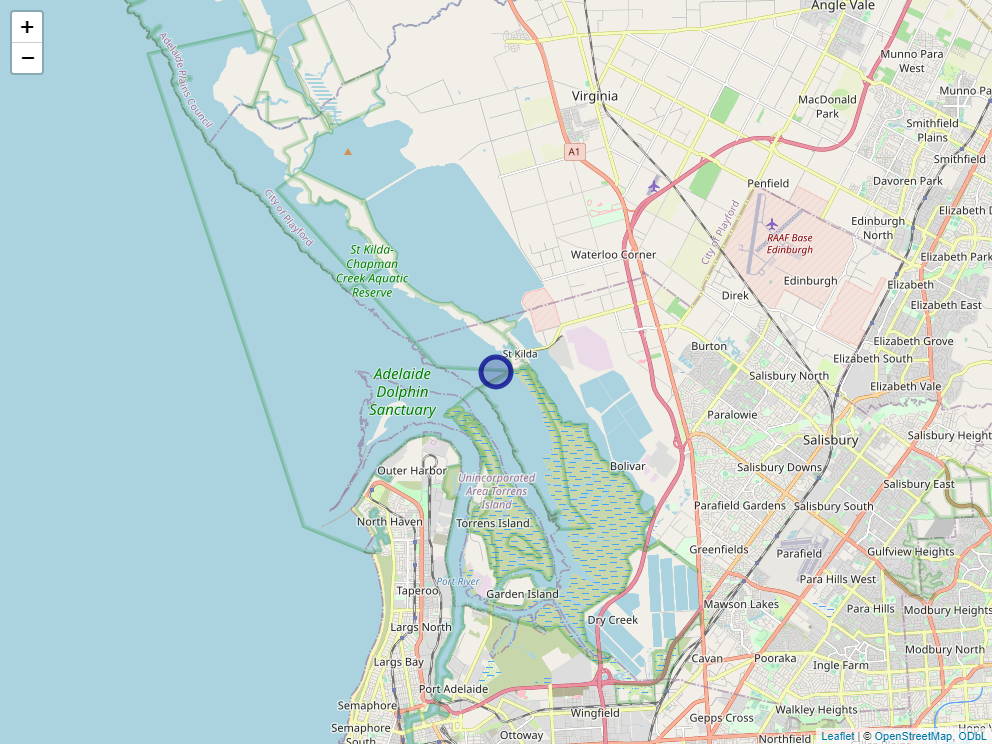 +
−
Angle Vale
Munno Para
West
Munno Pa
Adelaide Plains Council
Virginia
MacDonald
Park
Smithfield
Plains
A1
Smithfield
Penfield
Davoren Park
City of Playford
City of Playford
Elizabeth D
Edinburgh
North
RAAF Base
Edinburgh
St Kilda-
Chapman
Creek Aquatic
Reserve
Waterloo Corner
Elizabeth Park
Edinburgh
Elizabeth
Direk
Elizabeth East
Elizabeth Grove
Burton
St Kilda
Elizabeth South
Adelaide
Dolphin
Sanctuary
Salisbury North
Elizabeth Vale
Paralowie
Salisbury
Salisbury Height
Outer Harbor
Bolivar
Salisbury Downs
Unincorporated
Area Torrens
Island
Salisbury East
Parafield Gardens
Salisbury South
North Haven
Torrens Island
Greenfields
Parafield
Gulfview Heights
Port River
Para Hills West
Taperoo
Garden Island
Mawson Lakes
Para Hills
Modbury Heights
Largs North
Dry Creek
Modbury North
Largs Bay
Cavan
Pooraka
Ingle Farm
Port Adelaide
Semaphore
Wingfield
Walkley Heights
Gepps Cross
Semaphore
South
Ottoway
Northfield
Leaflet | © OpenStreetMap, ODbL